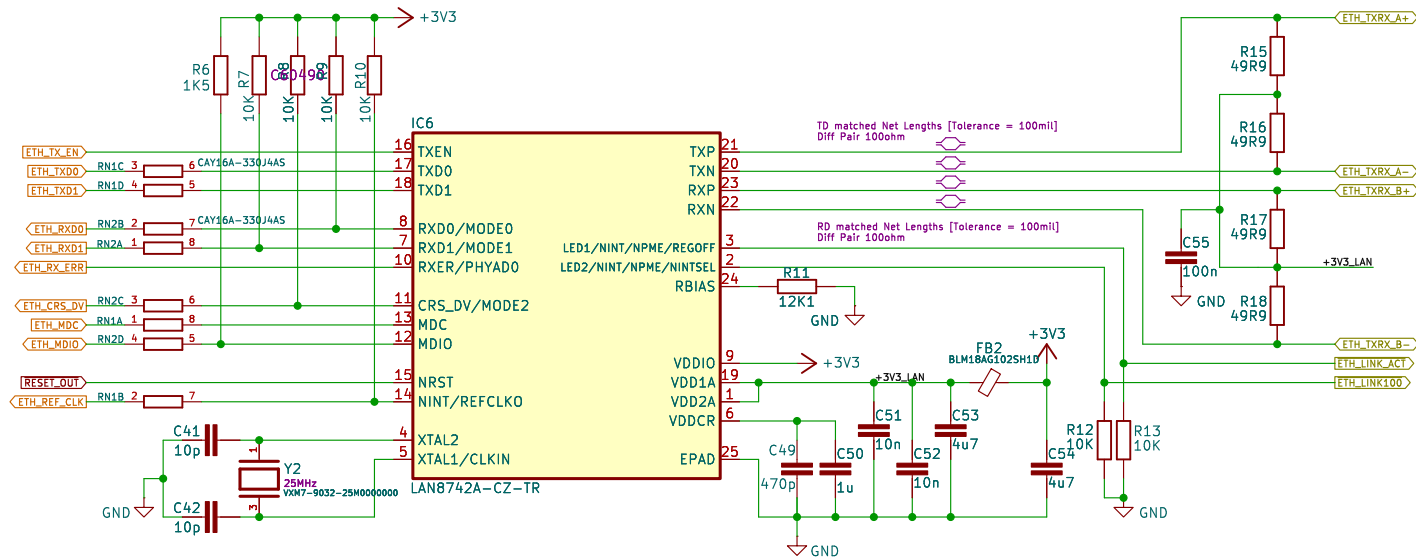 +3V3
R6
1K5
R7
10K
C60490
R8
10K
R9
10K
R10
10K
IC6
ETH_TX_EN
16
TXEN
ETH_TXD0
RN1C
3
6
CAY16A-330J4AS
17
TXD0
ETH_TXD1
RN1D
4
5
18
TXD1
ETH_RXD0
RN2B
2
7
CAY16A-330J4AS
8
RXD0/MODE0
ETH_RXD1
RN2A
1
8
7
RXD1/MODE1
ETH_RX_ERR
10
RXER/PHYAD0
ETH_CRS_DV
RN2C
3
6
11
CRS_DV/MODE2
ETH_MDC
RN1A
1
8
13
MDC
ETH_MDIO
RN2D
4
5
12
MDIO
RESET_OUT
15
NRST
ETH_REF_CLK
RN1B
2
7
14
NINT/REFCLKO
4
XTAL2
5
XTAL1/CLKIN
LAN8742A-CZ-TR
C41
10p
C42
10p
GND
1
Y2
25MHz
VXM7-9032-25M0000000
3
TXP
21
TXN
20
RXP
23
RXN
22
LED1/NINT/NPME/REGOFF
3
LED2/NINT/NPME/NINTSEL
2
RBIAS
24
VDDIO
9
VDD1A
19
VDD2A
1
VDDCR
6
EPAD
25
TD matched Net Lengths [Tolerance = 100mil]
Diff Pair 100ohm
RD matched Net Lengths [Tolerance = 100mil]
Diff Pair 100ohm
R11
12K1
GND
+3V3
+3V3_LAN
FB2
BLM18AG102SH1D
+3V3
C49
470p
C50
1u
C51
10n
C52
10n
C53
4u7
C54
4u7
GND
R12
10K
R13
10K
GND
R15
49R9
R16
49R9
R17
49R9
R18
49R9
C55
100n
GND
+3V3_LAN
ETH_TXRX_A+
ETH_TXRX_A-
ETH_TXRX_B+
ETH_TXRX_B-
ETH_LINK_ACT
ETH_LINK100